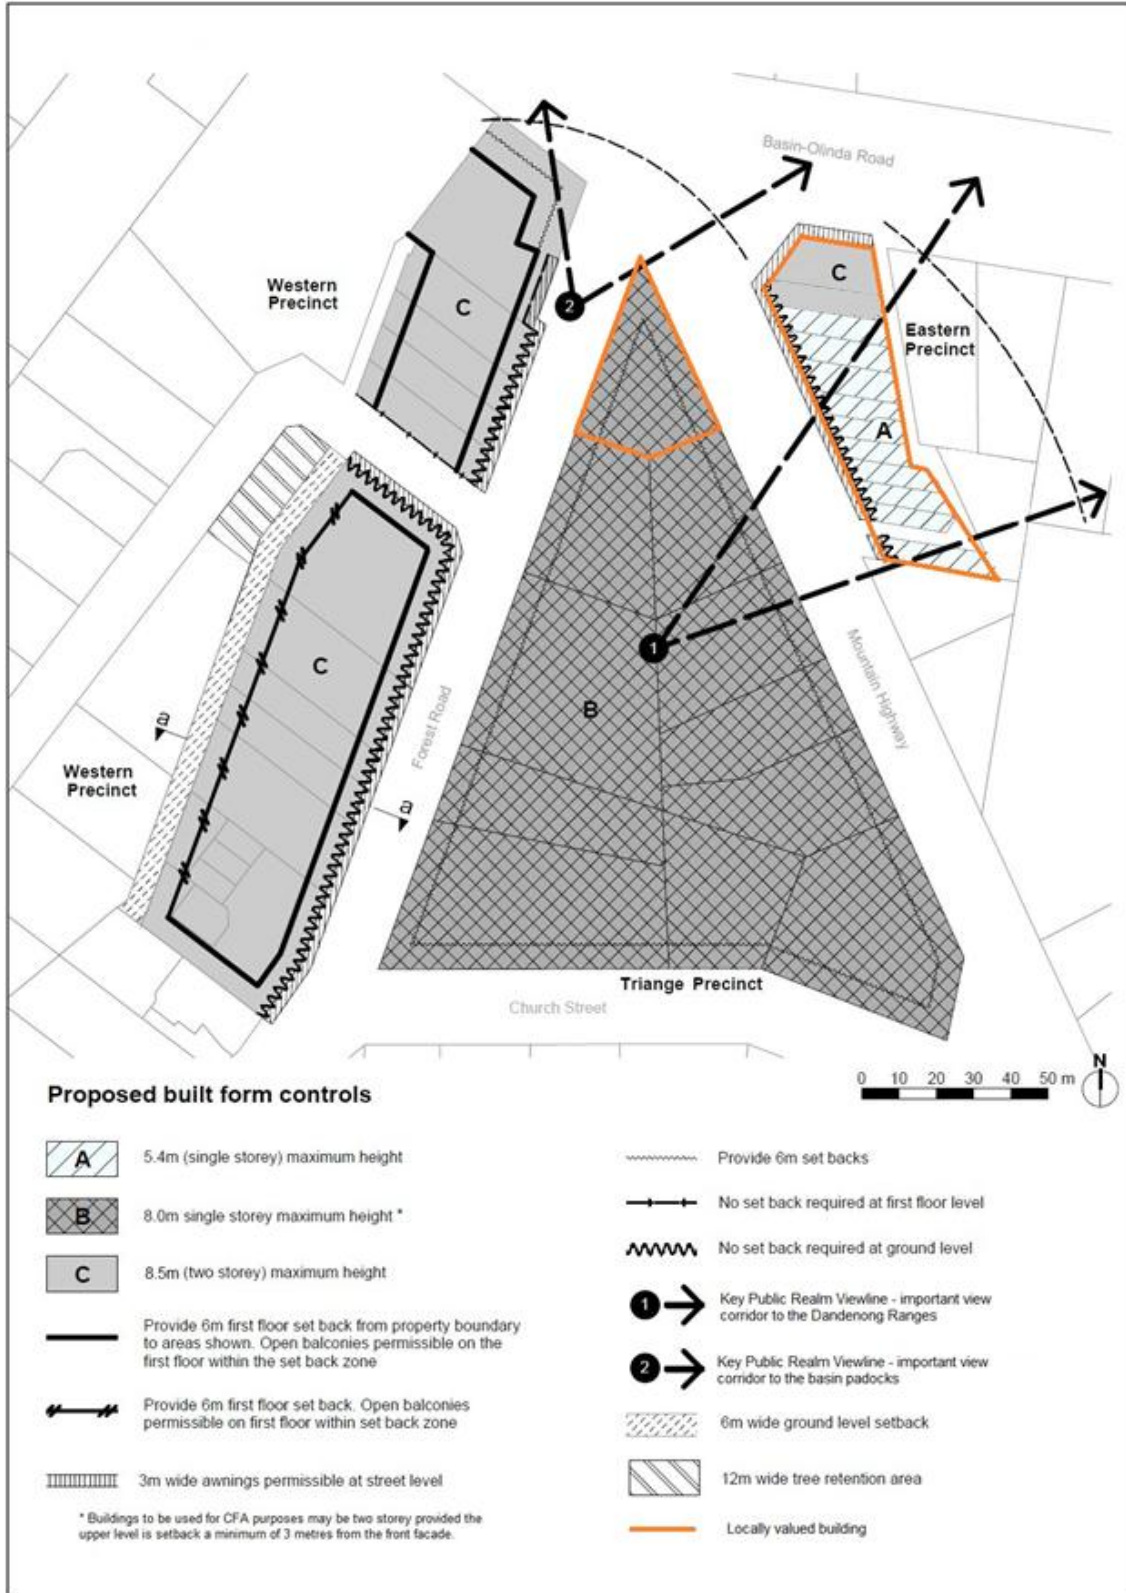 Basin-Olinda Road
Western
Precinct
C
2
C
Eastern
Precinct
A
C
1
B
a
Forest Road
Mountain Highway
Western
Precinct
a
Triange Precinct
Church Street
N
0 10 20 30 40 50 m
Proposed built form controls
A
5.4m (single storey) maximum height
B
8.0m single storey maximum height *
C
8.5m (two storey) maximum height
Provide 6m first floor set back from property boundary
to areas shown. Open balconies permissible on the
first floor within the set back zone
Provide 6m first floor set back. Open balconies
permissible on first floor within set back zone
3m wide awnings permissible at street level
* Buildings to be used for CFA purposes may be two storey provided the
upper level is setback a minimum of 3 metres from the front facade.
Provide 6m set backs
No set back required at first floor level
No set back required at ground level
1
Key Public Realm Viewline - important view
corridor to the Dandenong Ranges
2
Key Public Realm Viewline - important view
corridor to the basin padocks
6m wide ground level setback
12m wide tree retention area
Locally valued building